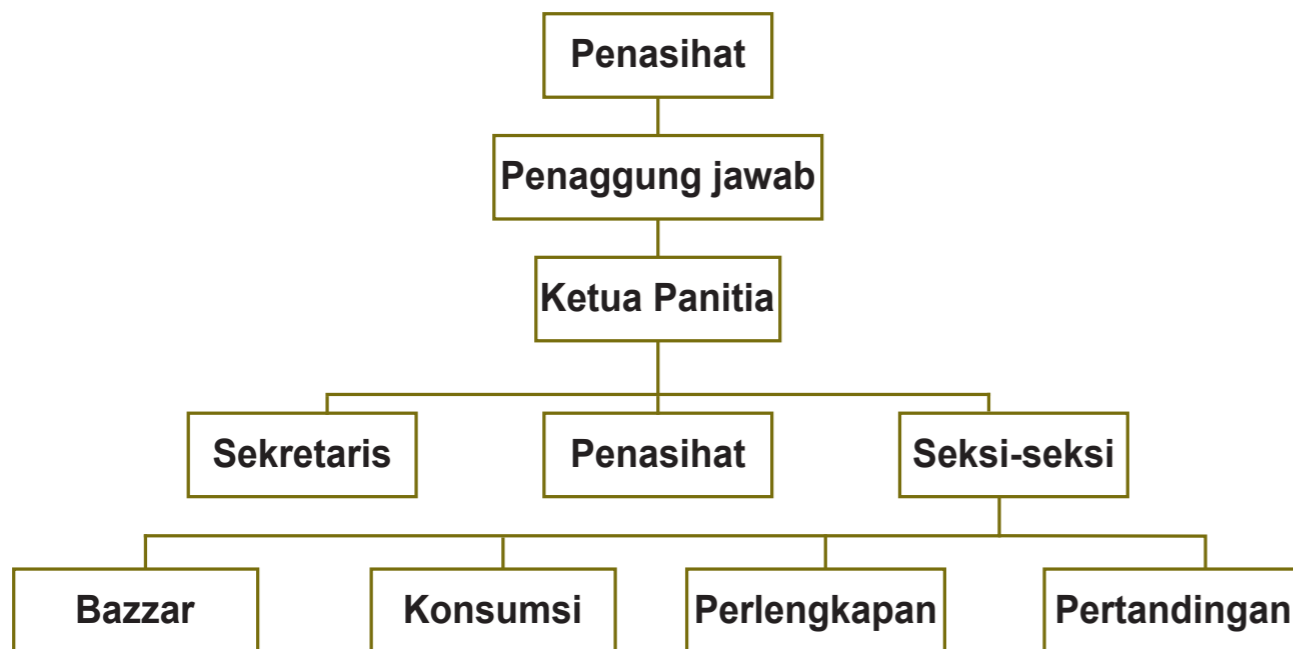 Penasihat
Penaggung jawab
Ketua Panitia
Sekretaris
Penasihat
Seksi-seksi
Bazzar
Konsumsi
Perlengkapan
Pertandingan